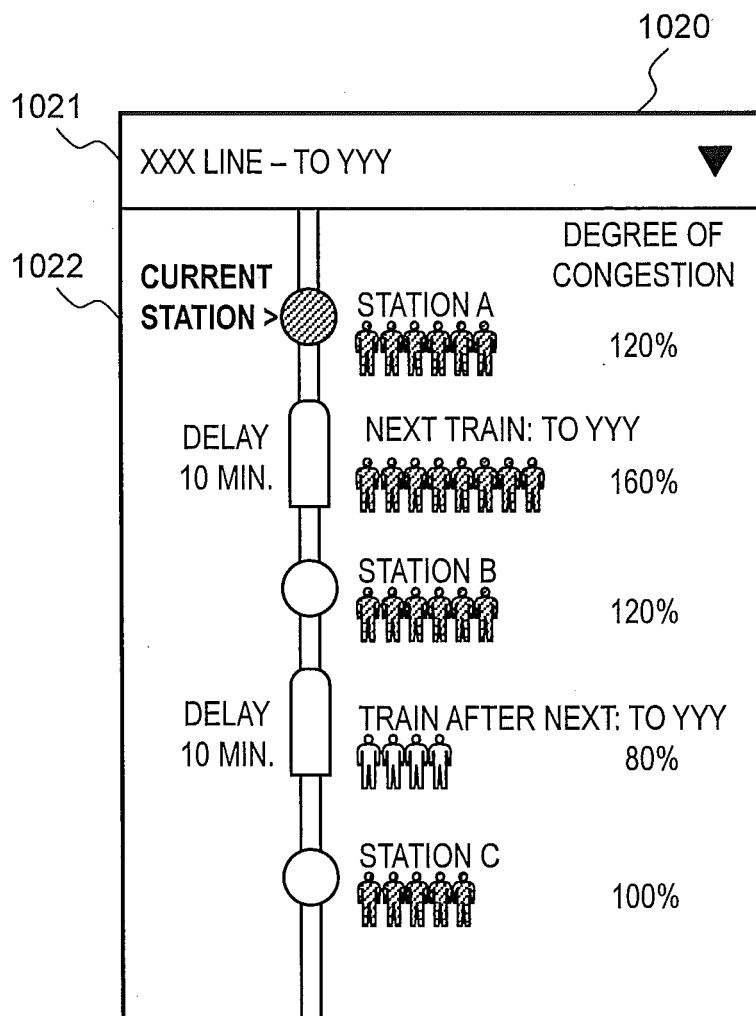 1020
1021
XXX LINE – TO YYY
1022
DEGREE OF
CONGESTION
CURRENT
STATION >
STATION A
120%
DELAY
10 MIN.
NEXT TRAIN: TO YYY
160%
STATION B
120%
DELAY
10 MIN.
TRAIN AFTER NEXT: TO YYY
80%
STATION C
100%